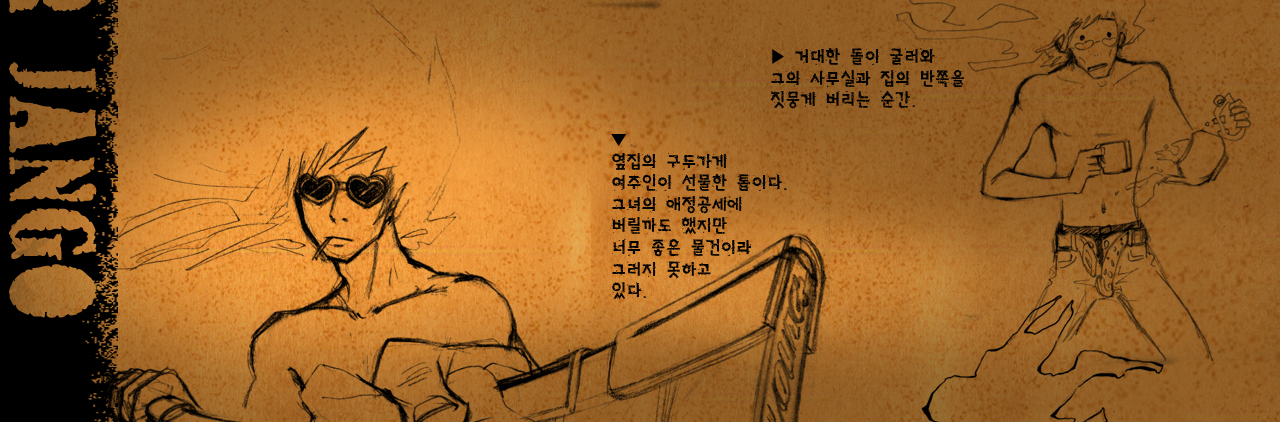 JANGO
▶ 거대한 돌이 굴러와
그의 사무실과 집의 반쪽을
짓뭉게 버리는 순간.
▼
옆집의 구두가게
여주인이 선물한 톱이다.
그녀의 애정공세에
버릴까도 했지만
너무 좋은 물건이라
그러지 못하고
있다.